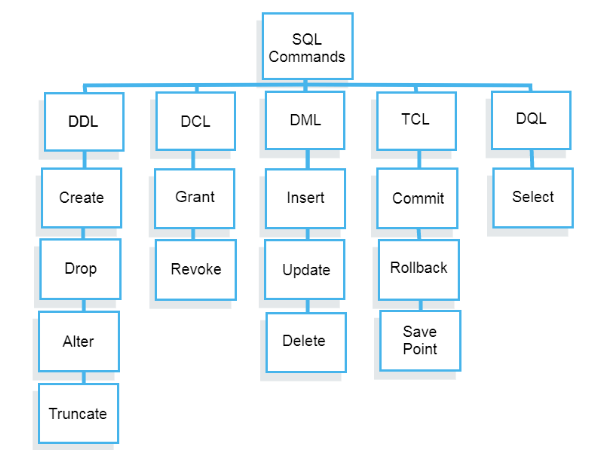 SQL
Commands
DDL
DCL
DML
TCL
DQL
Create
Grant
Insert
Commit
Select
Drop
Revoke
Update
Rollback
Alter
Delete
Save
Point
Truncate